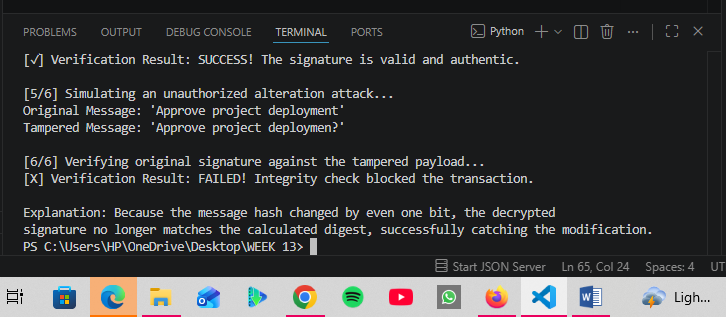 PROBLEMS OUTPUT DEBUG CONSOLE TERMINAL PORTS Python
[√] Verification Result: SUCCESS! The signature is valid and authentic.
[5/6] Simulating an unauthorized alteration attack...
Original Message: 'Approve project deployment'
Tampered Message: 'Approve project deploymen?'
[6/6] Verifying original signature against the tampered payload...
[X] Verification Result: FAILED! Integrity check blocked the transaction.
Explanation: Because the message hash changed by even one bit, the decrypted
signature no longer matches the calculated digest, successfully catching the modification.
PS C:\Users\HP\OneDrive\Desktop\WEEK 13>
Start JSON Server Ln 65, Col 24 Spaces: 4 UT
Ligh...